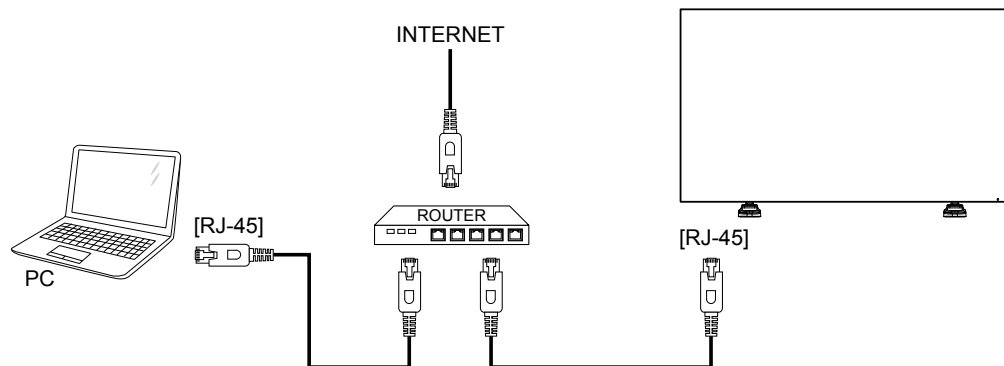 INTERNET
ROUTER
[RJ-45]
[RJ-45]
PC